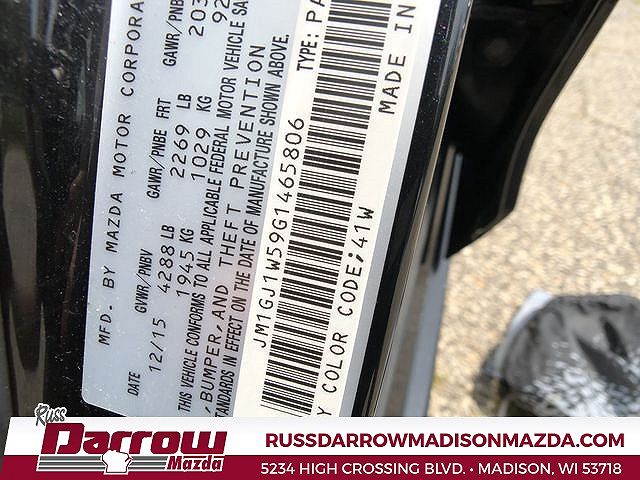 MFD. BY MAZDA MOTOR CORPORA
DATE GVWR/PNBV GAWR/PNBE FRT GAWR/PNB
12/15 4288 LB 2269 LB 203
1945 KG 1029 KG 92
THIS VEHICLE CONFORMS TO ALL APPLICABLE FEDERAL MOTOR VEHICLE SA
, BUMPER, AND THEFT PREVENTION
STANDARDS IN EFFECT ON THE DATE OF MANUFACTURE SHOWN ABOVE.
JM1GJ1W59G1465806 TYPE: PA
Y COLOR CODE; 41W MADE IN
Russ
Darrow
Mazda
RUSSDARROWMADISONMAZDA.COM
5234 HIGH CROSSING BLVD. • MADISON, WI 53718